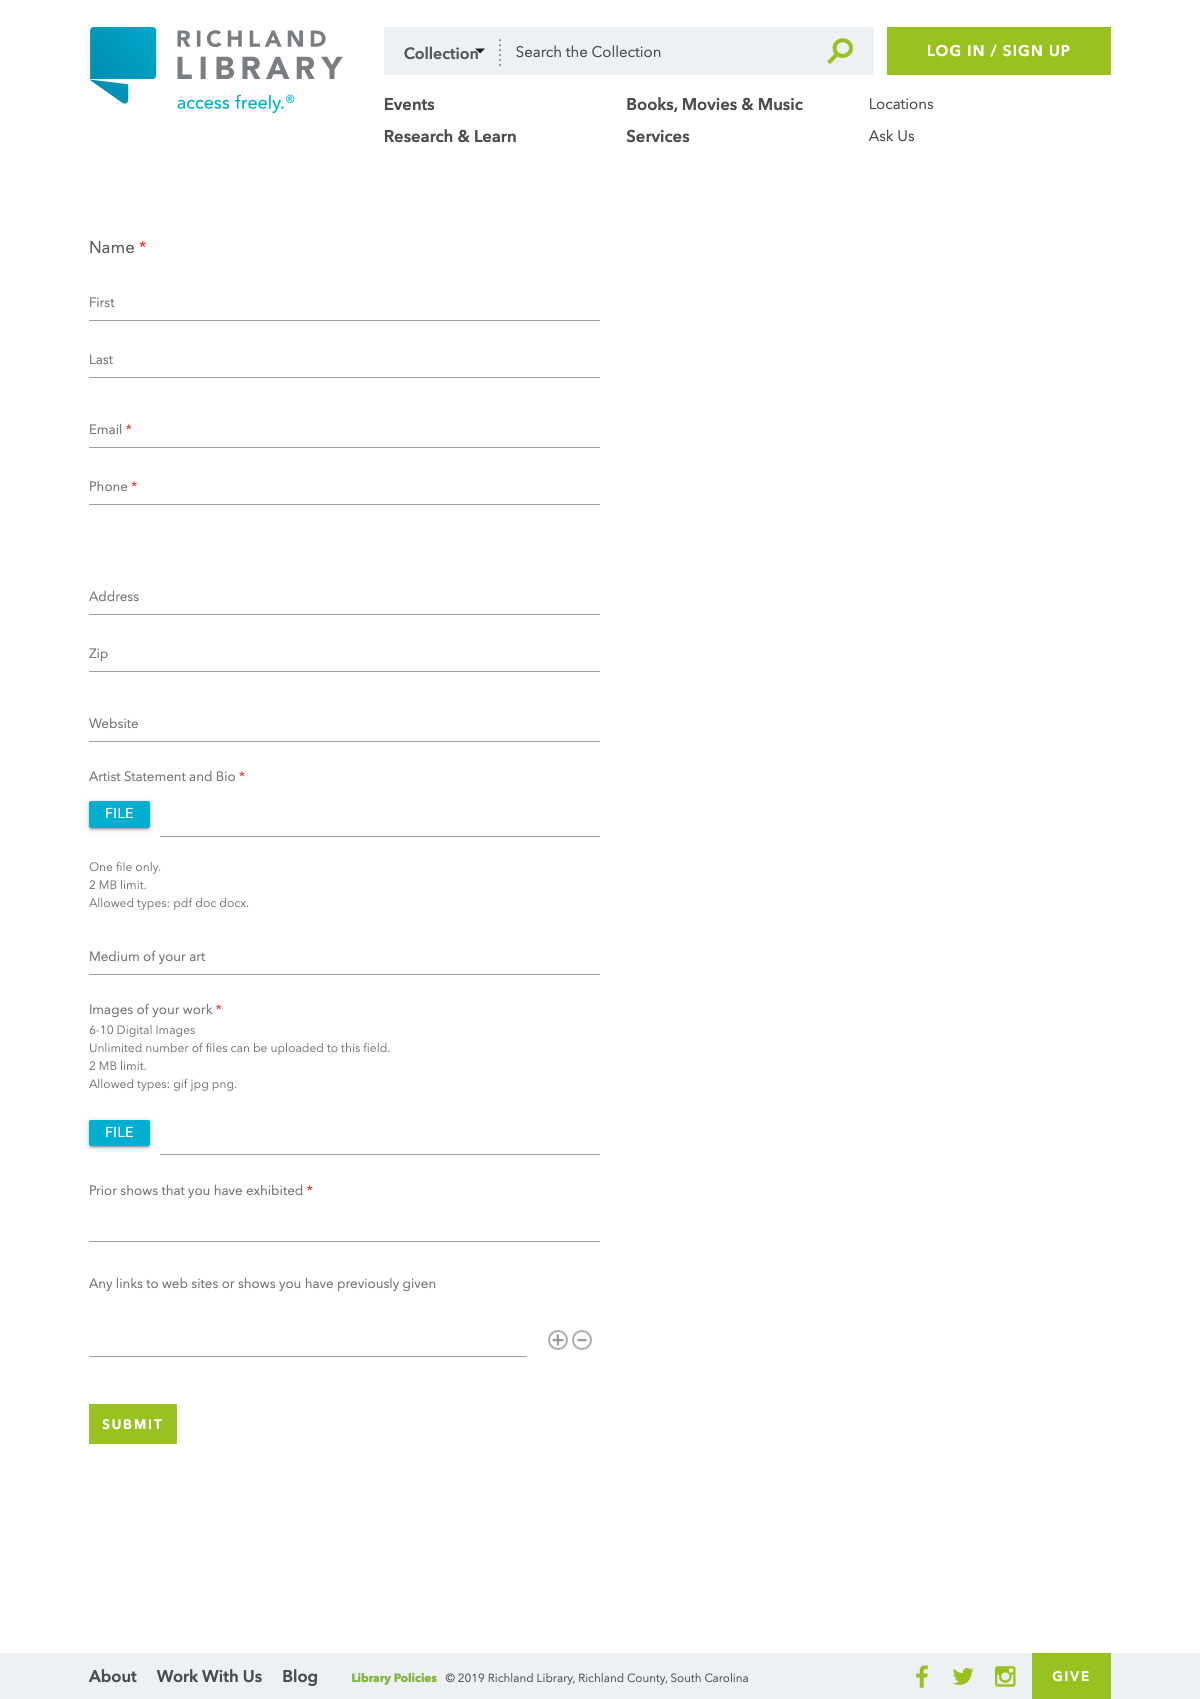 RICHLAND
LIBRARY
access freely.®
Collection
Search the Collection
LOG IN / SIGN UP
Events
Books, Movies & Music
Locations
Research & Learn
Services
Ask Us
Name *
First
Last
Email *
Phone *
Address
Zip
Website
Artist Statement and Bio *
FILE
One file only.
2 MB limit.
Allowed types: pdf doc docx.
Medium of your art
Images of your work *
6-10 Digital Images
Unlimited number of files can be uploaded to this field.
2 MB limit.
Allowed types: gif jpg png.
FILE
Prior shows that you have exhibited *
Any links to web sites or shows you have previously given
SUBMIT
About Work With Us Blog Library Policies © 2019 Richland Library, Richland County, South Carolina GIVE